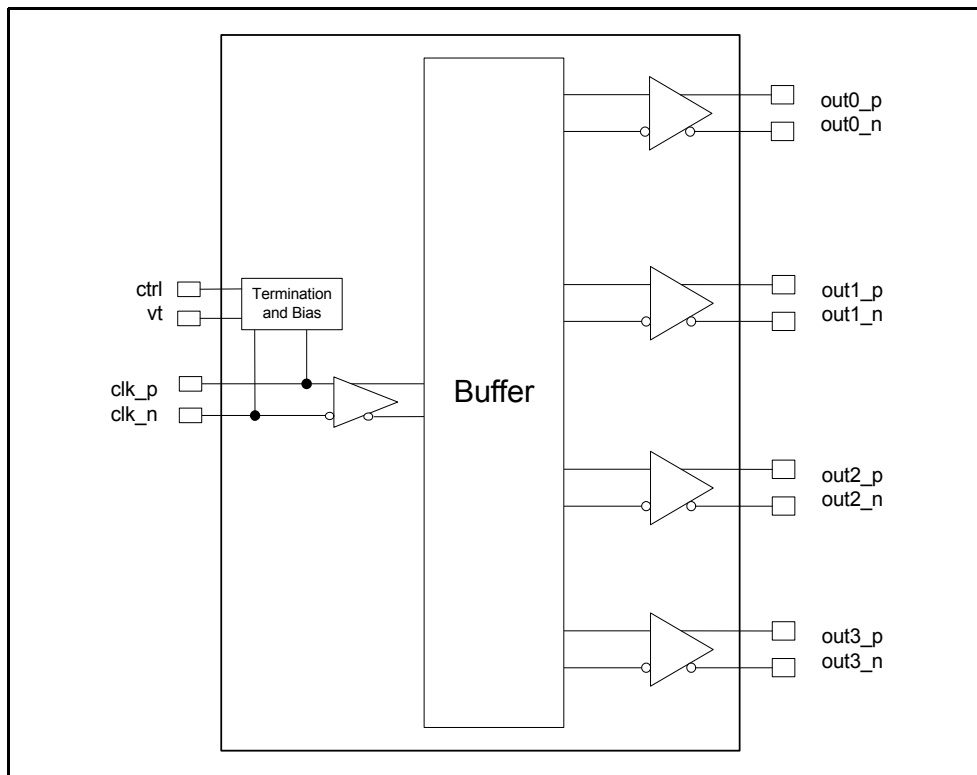 out0_p
out0_n
ctrl
vt
Termination
and Bias
out1_p
out1_n
clk_p
clk_n
Buffer
out2_p
out2_n
out3_p
out3_n